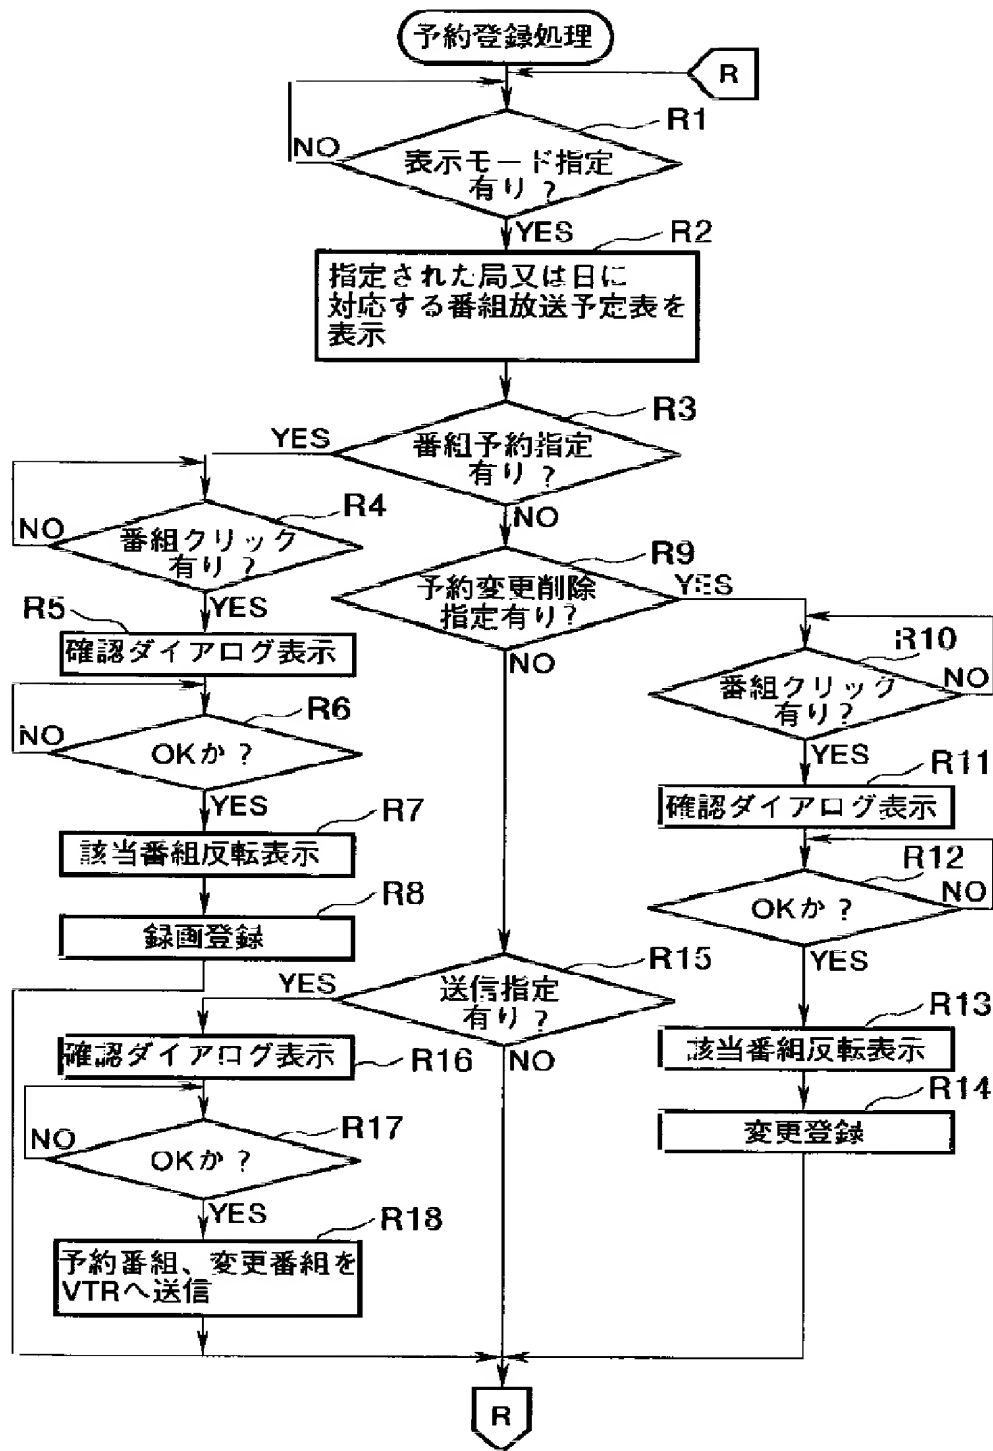 予約登録処理
R
R1
NO
表示モード指定
有り?
YES
R2
指定された局又は日に
対応する番組放送予定表を
表示
R3
YES
番組予約指定
有り?
NO
R4
NO
番組クリック
有り?
YES
R5
確認ダイアログ表示
R6
NO
OKか?
YES
R7
該当番組反転表示
R8
録画登録
R9
YES
予約変更削除
指定有り?
NO
R10
NO
番組クリック
有り?
YES
R11
確認ダイアログ表示
R12
NO
OKか?
YES
R13
該当番組反転表示
R14
変更登録
R15
YES
送信指定
有り?
NO
確認ダイアログ表示
R16
R17
NO
OKか?
YES
R18
予約番組、変更番組を
VTRへ送信
R